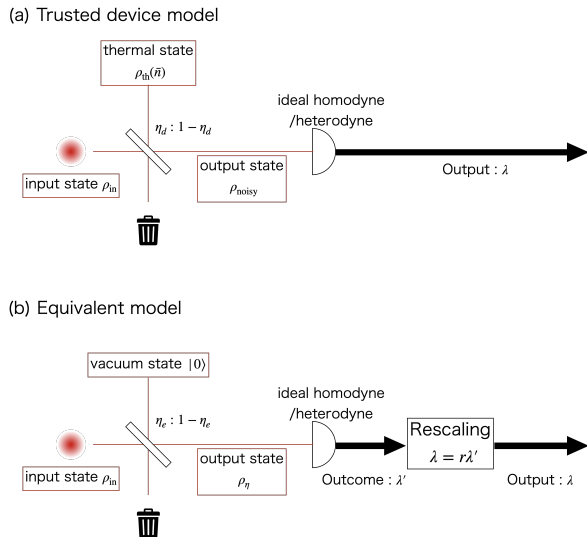 (a) Trusted device model
thermal state
ρth(n̄)
ideal homodyne
/heterodyne
ηd : 1 − ηd
input state ρin
output state
ρnoisy
Output : λ
(b) Equivalent model
vacuum state |0⟩
ideal homodyne
/heterodyne
ηe : 1 − ηe
Rescaling
λ = rλ′
input state ρin
output state
ρη
Outcome : λ′
Output : λ